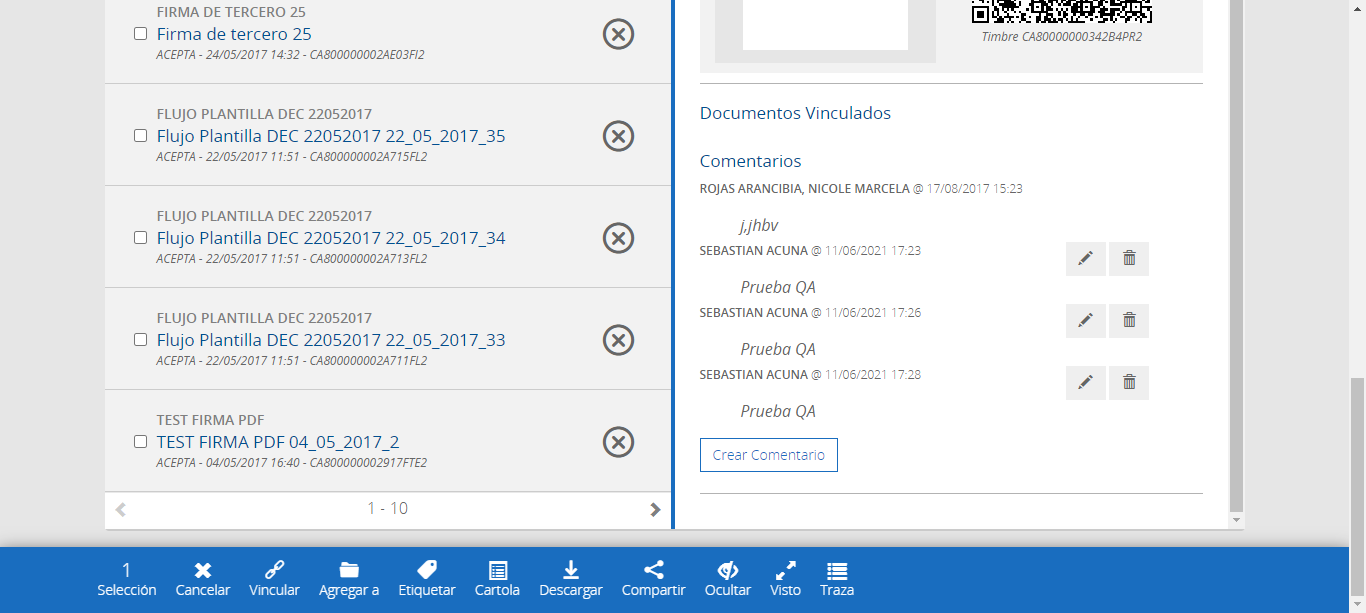 FIRMA DE TERCERO 25
Firma de tercero 25
ACEPTA - 24/05/2017 14:32 - CA800000002AE03FI2
FLUJO PLANTILLA DEC 22052017
Flujo Plantilla DEC 22052017 22_05_2017_35
ACEPTA - 22/05/2017 11:51 - CA800000002A715FL2
FLUJO PLANTILLA DEC 22052017
Flujo Plantilla DEC 22052017 22_05_2017_34
ACEPTA - 22/05/2017 11:51 - CA800000002A713FL2
FLUJO PLANTILLA DEC 22052017
Flujo Plantilla DEC 22052017 22_05_2017_33
ACEPTA - 22/05/2017 11:51 - CA800000002A711FL2
TEST FIRMA PDF
TEST FIRMA PDF 04_05_2017_2
ACEPTA - 04/05/2017 16:40 - CA800000002917FTE2
1 - 10
Timbre CA80000000342B4PR2
Documentos Vinculados
Comentarios
ROJAS ARANCIBIA, NICOLE MARCELA @ 17/08/2017 15:23
j,jhbv
SEBASTIAN ACUNA @ 11/06/2021 17:23
Prueba QA
SEBASTIAN ACUNA @ 11/06/2021 17:26
Prueba QA
SEBASTIAN ACUNA @ 11/06/2021 17:28
Prueba QA
Crear Comentario
1
Selección Cancelar Vincular Agregar a Etiquetar Cartola Descargar Compartir Ocultar Visto Traza